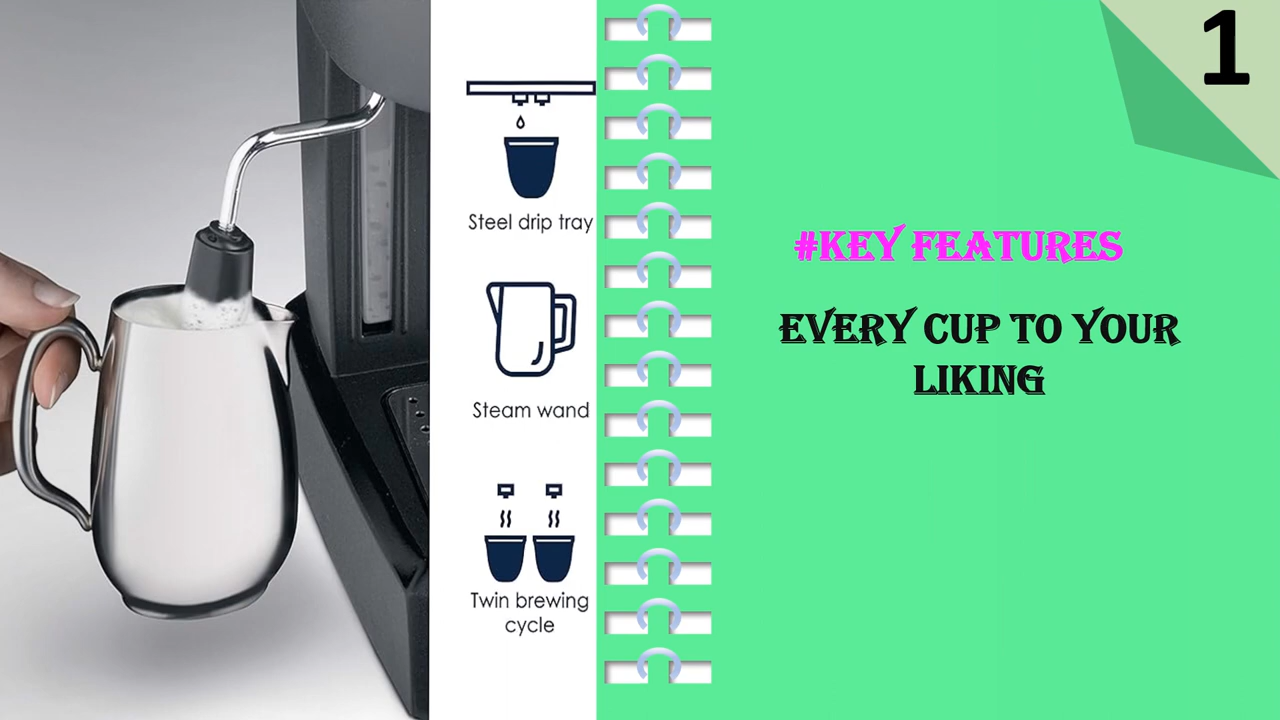 Steel drip tray
Steam wand
Twin brewing
cycle
1
#KEY FEATURES
EVERY CUP TO YOUR
LIKING